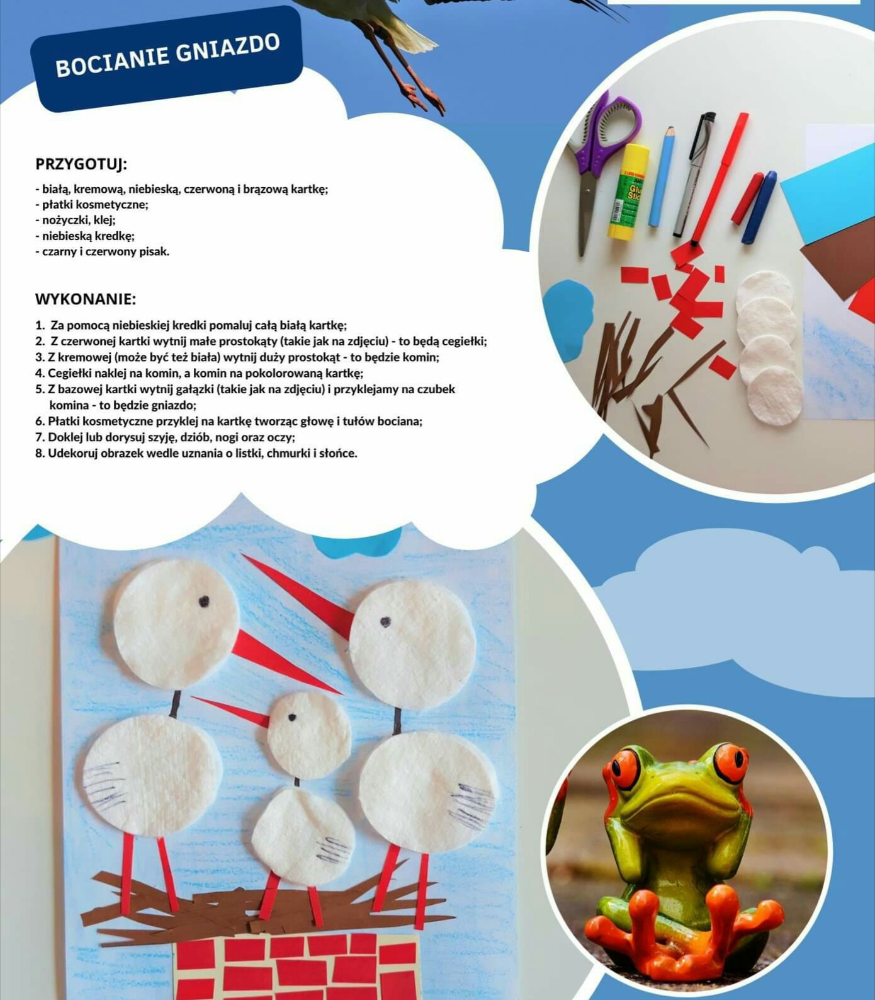 BOCIANIE GNIAZDO
PRZYGOTUJ:
- białą, kremową, niebieską, czerwoną i brązową kartkę;
- płatki kosmetyczne;
- nożyczki, klej;
- niebieską kredkę;
- czarny i czerwony pisak.
WYKONANIE:
1. Za pomocą niebieskiej kredki pomaluj całą białą kartkę;
2. Z czerwonej kartki wytnij małe prostokąty (takie jak na zdjęciu) - to będą cegiełki;
3. Z kremowej (może być też biała) wytnij duży prostokąt - to będzie komin;
4. Cegiełki naklej na komin, a komin na pokolorowaną kartkę;
5. Z bazowej kartki wytnij gałązki (takie jak na zdjęciu) i przyklejamy na czubek
komina - to będzie gniazdo;
6. Płatki kosmetyczne przyklej na kartkę tworząc głowę i tułów bociana;
7. Doklej lub dorysuj szyję, dziób, nogi oraz oczy;
8. Udekoruj obrazek wedle uznania o listki, chmurki i słońce.